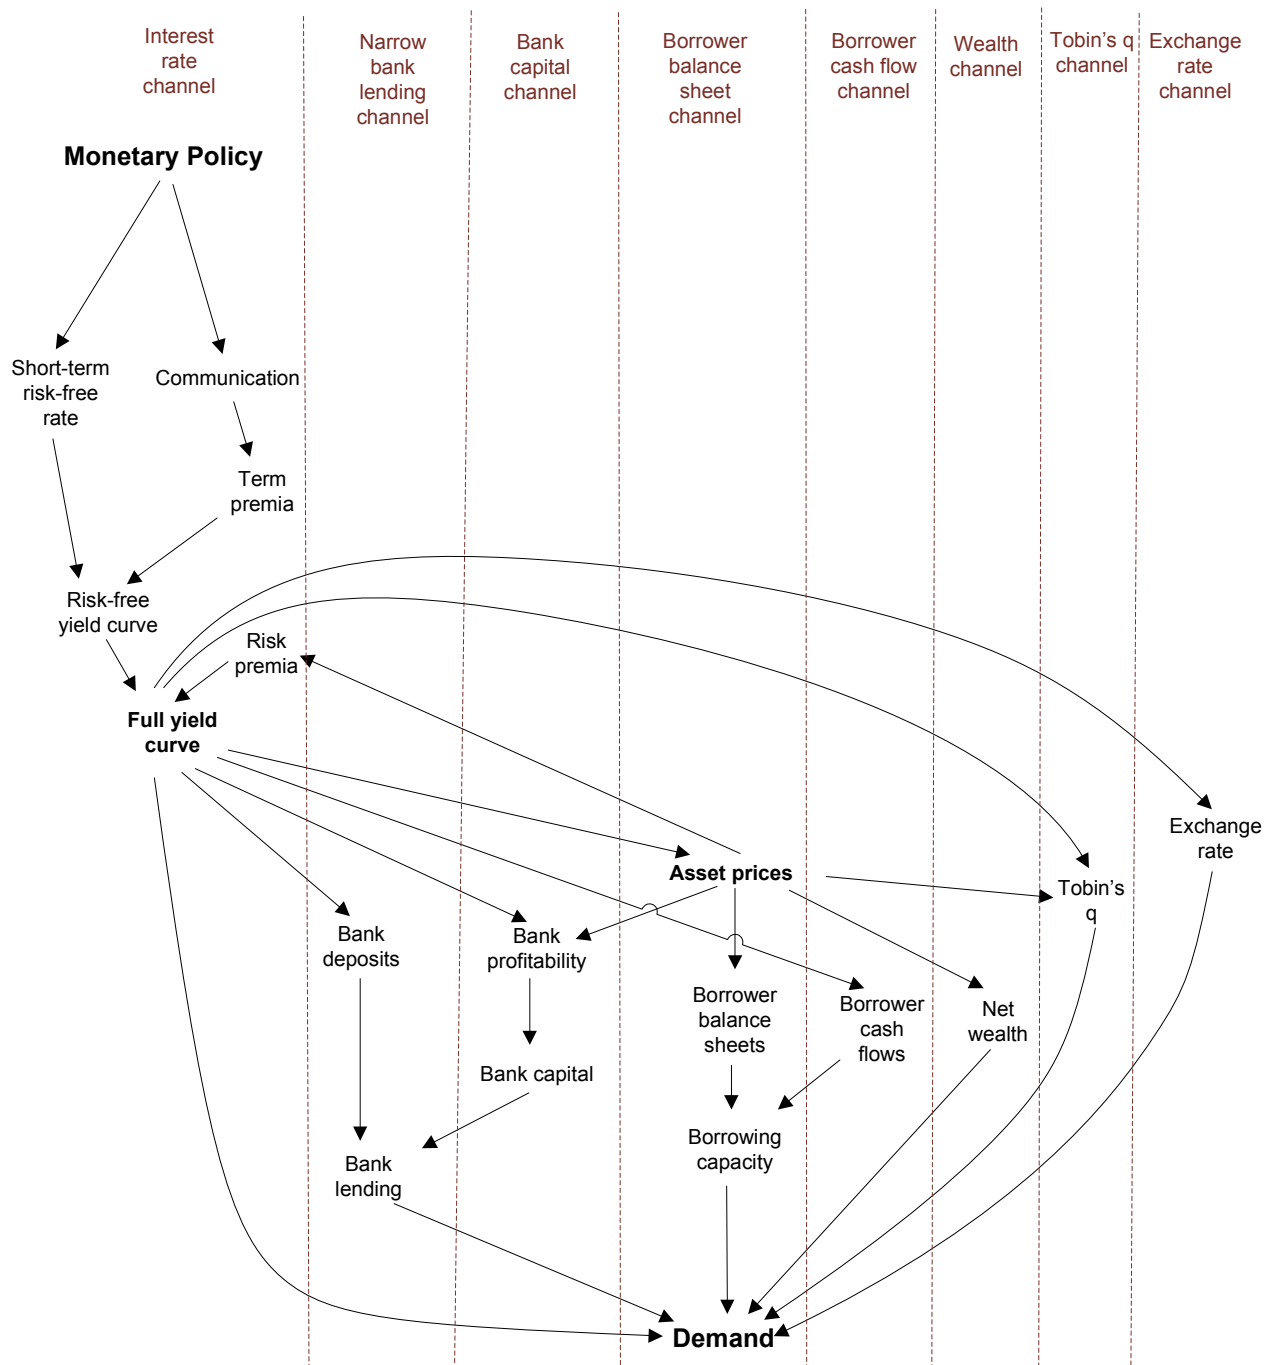 Interest
rate
channel
Narrow
bank
lending
channel
Bank
capital
channel
Borrower
balance
sheet
channel
Borrower
cash flow
channel
Wealth
channel
Tobin's q
channel
Exchange
rate
channel
Monetary Policy
Short-term
risk-free
rate
Communication
Term
premia
Risk-free
yield curve
Risk
premia
Full yield
curve
Exchange
rate
Asset prices
Tobin's
q
Bank
deposits
Bank
profitability
Borrower
balance
sheets
Borrower
cash
flows
Net
wealth
Bank capital
Borrowing
capacity
Bank
lending
Demand